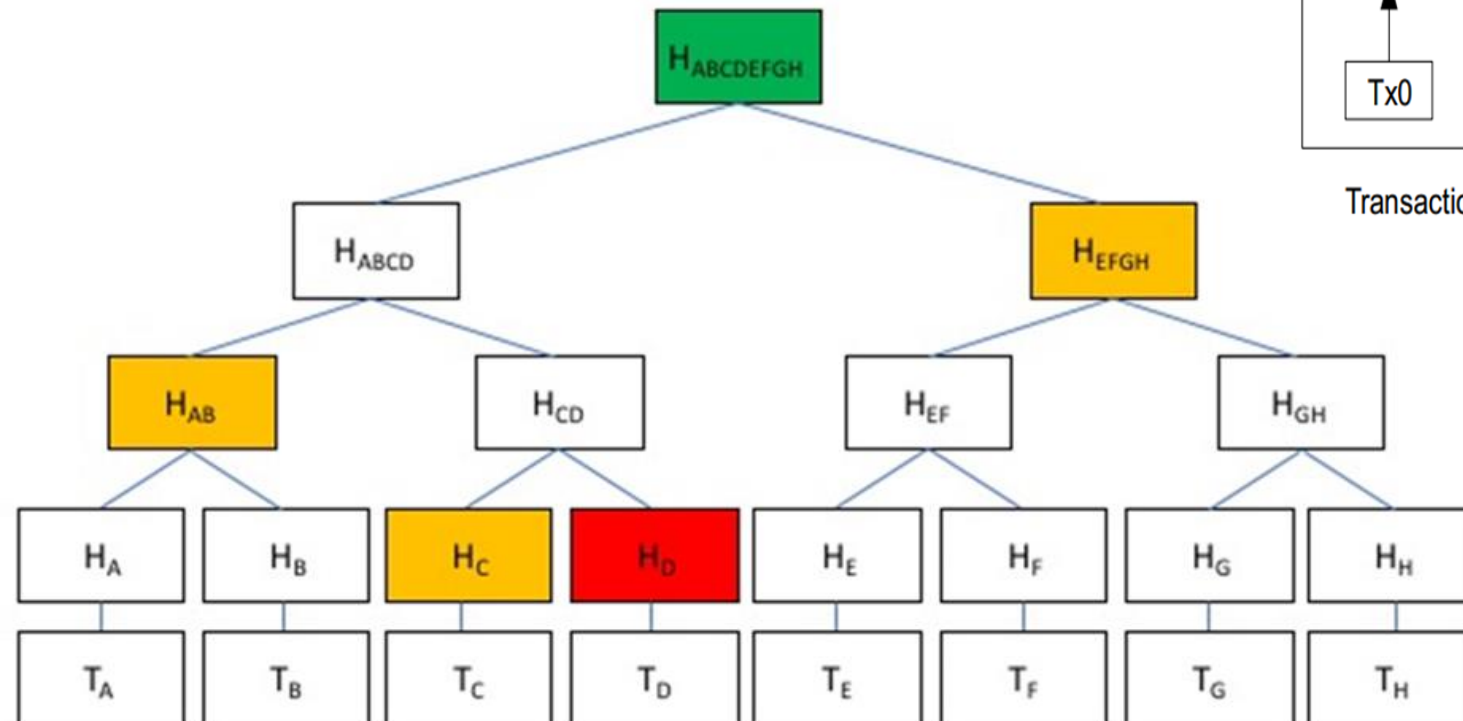 H_ABCDEFGH
Tx0
Transactio
H_ABCD
H_EFGH
H_AB
H_CD
H_EF
H_GH
H_A
H_B
H_C
H_D
H_E
H_F
H_G
H_H
T_A
T_B
T_C
T_D
T_E
T_F
T_G
T_H